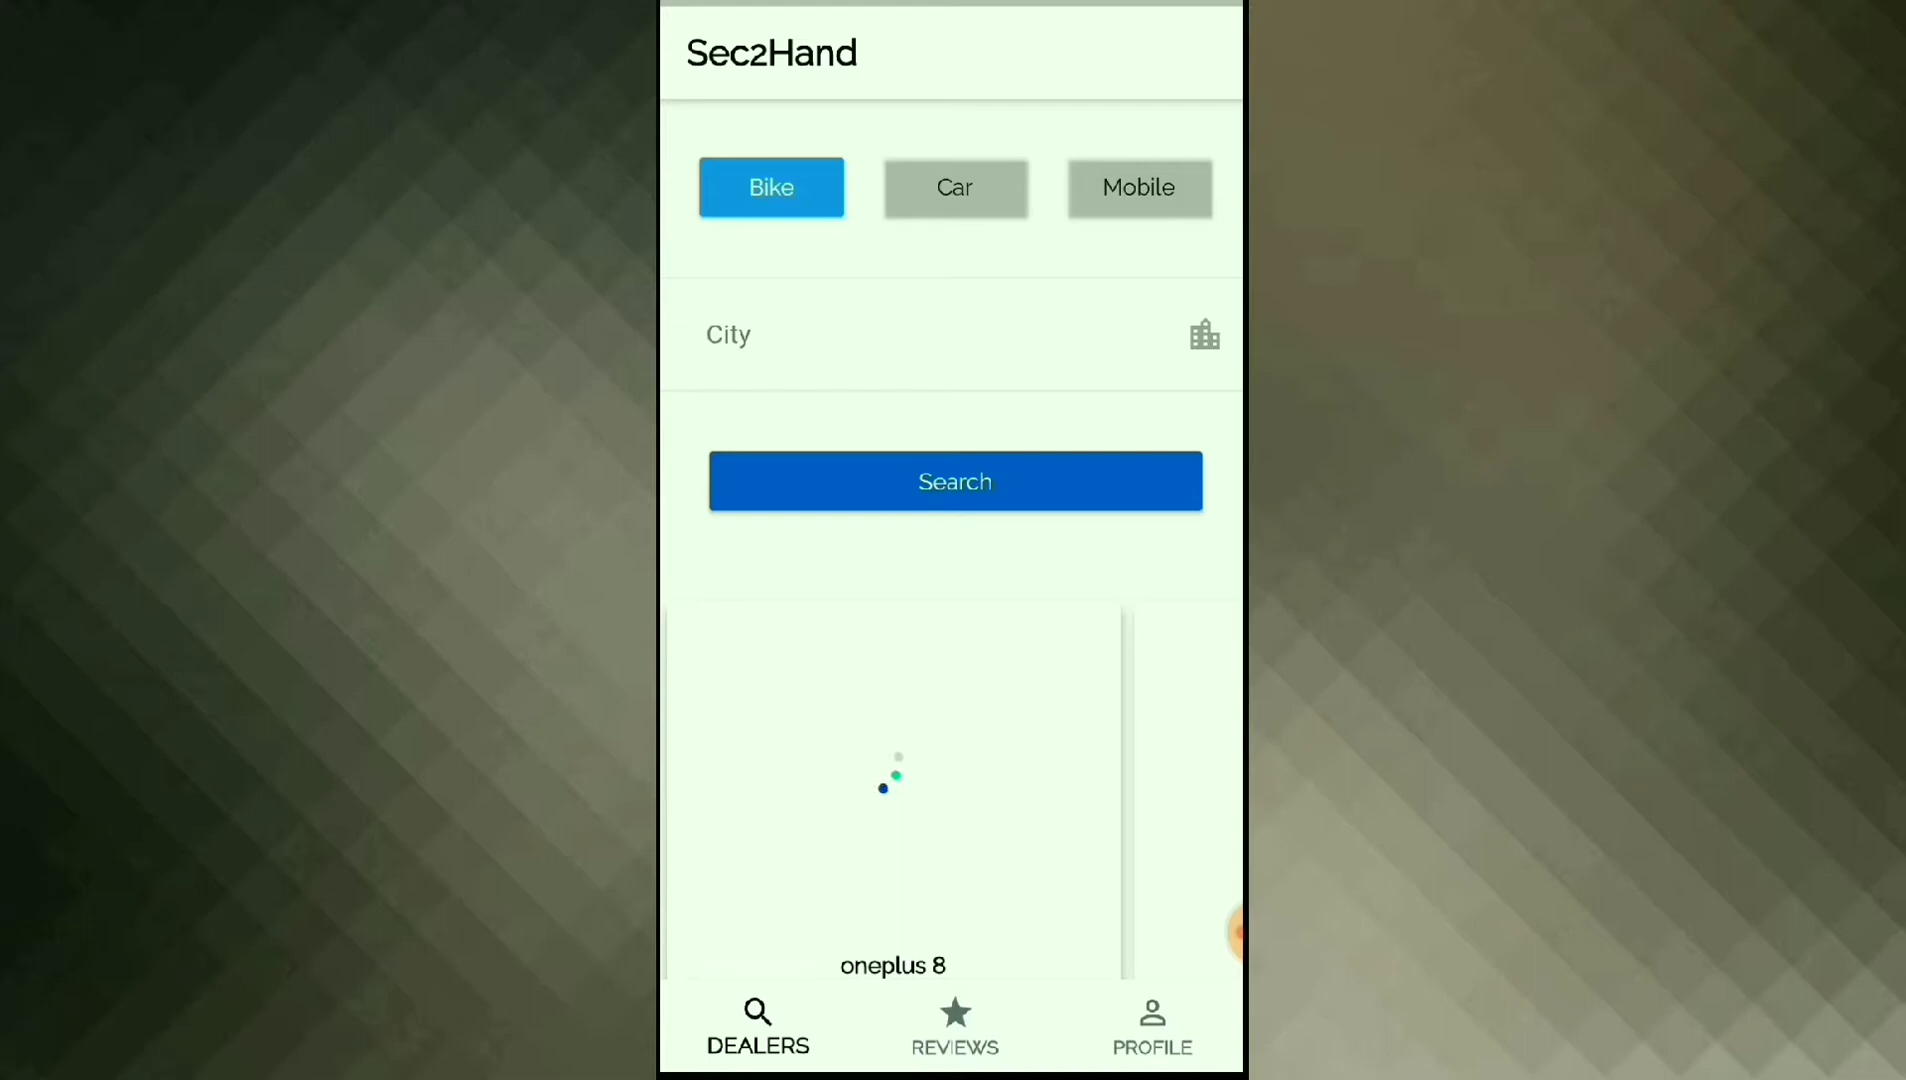 Sec2Hand
Bike
Car
Mobile
City
Search
oneplus 8
DEALERS
REVIEWS
PROFILE